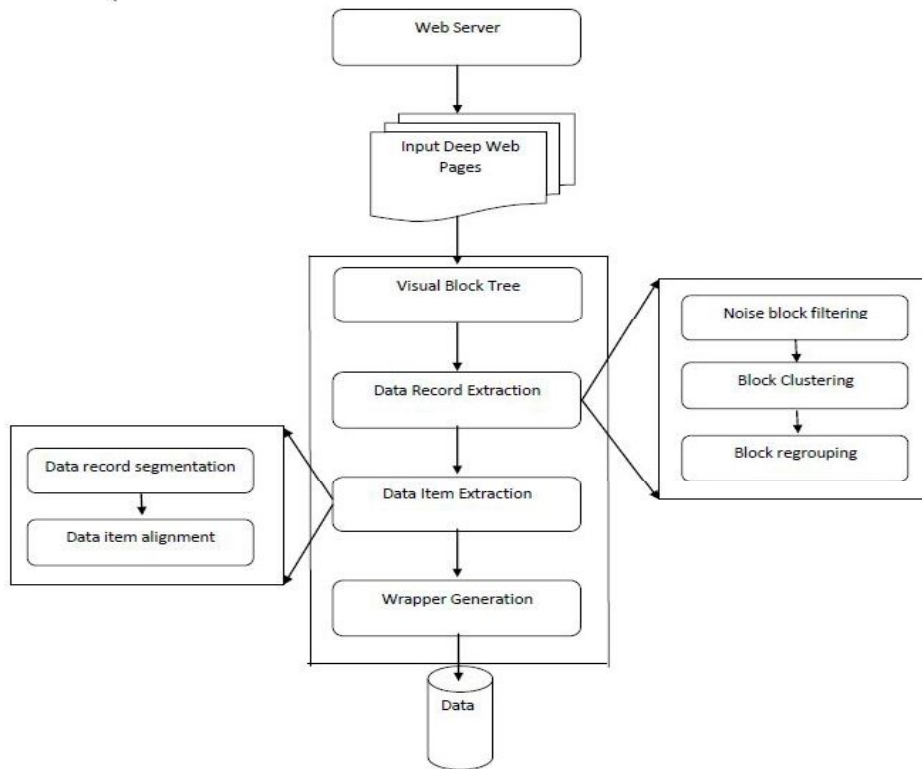 Web Server
Input Deep Web
Pages
Visual Block Tree
Noise block filtering
Data Record Extraction
Block Clustering
Block regrouping
Data record segmentation
Data Item Extraction
Data item alignment
Wrapper Generation
Data